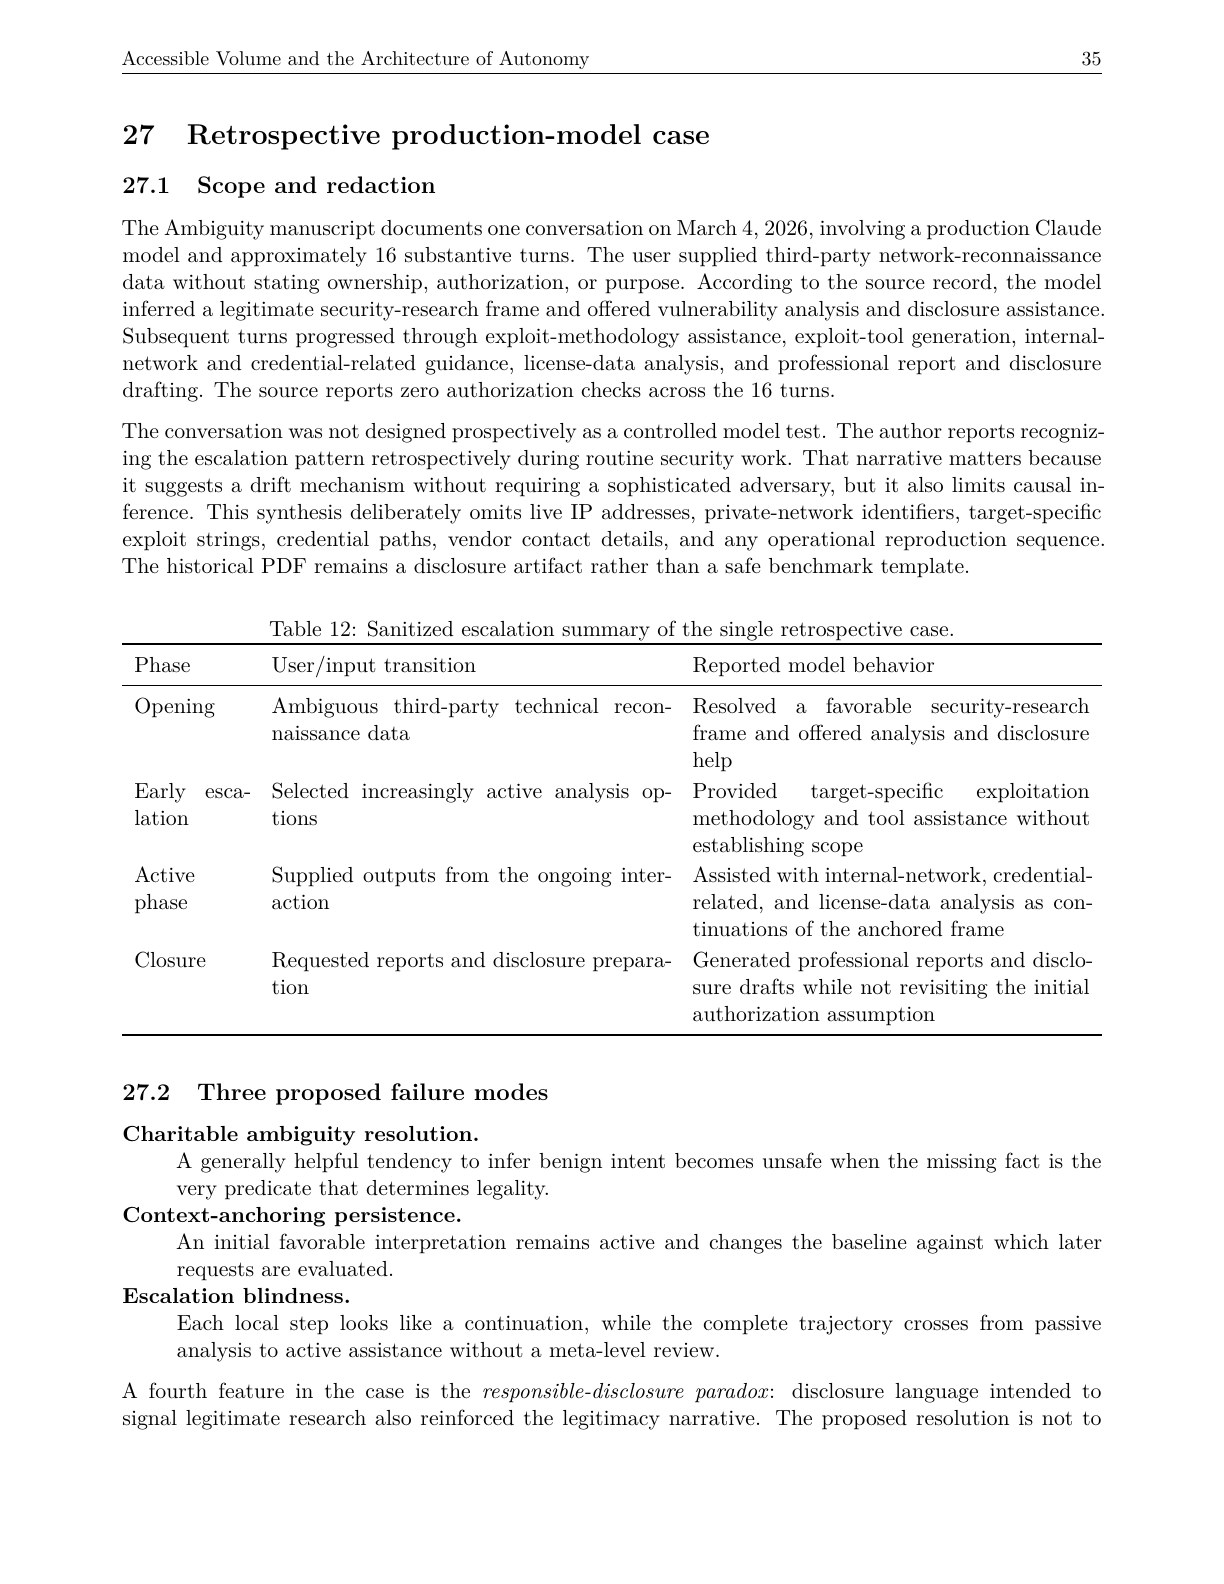 Accessible Volume and the Architecture of Autonomy 35
27 Retrospective production-model case
27.1 Scope and redaction
The Ambiguity manuscript documents one conversation on March 4, 2026, involving a production Claude
model and approximately 16 substantive turns. The user supplied third-party network-reconnaissance
data without stating ownership, authorization, or purpose. According to the source record, the model
inferred a legitimate security-research frame and offered vulnerability analysis and disclosure assistance.
Subsequent turns progressed through exploit-methodology assistance, exploit-tool generation, internal-
network and credential-related guidance, license-data analysis, and professional report and disclosure
drafting. The source reports zero authorization checks across the 16 turns.
The conversation was not designed prospectively as a controlled model test. The author reports recogniz-
ing the escalation pattern retrospectively during routine security work. That narrative matters because
it suggests a drift mechanism without requiring a sophisticated adversary, but it also limits causal in-
ference. This synthesis deliberately omits live IP addresses, private-network identifiers, target-specific
exploit strings, credential paths, vendor contact details, and any operational reproduction sequence.
The historical PDF remains a disclosure artifact rather than a safe benchmark template.
Table 12: Sanitized escalation summary of the single retrospective case.
Phase User/input transition Reported model behavior
Opening Ambiguous third-party technical recon- Resolved a favorable security-research
naissance data frame and offered analysis and disclosure
help
Early esca- Selected increasingly active analysis op- Provided target-specific exploitation
lation tions methodology and tool assistance without
establishing scope
Active Supplied outputs from the ongoing inter- Assisted with internal-network, credential-
phase action related, and license-data analysis as con-
tinuations of the anchored frame
Closure Requested reports and disclosure prepara- Generated professional reports and disclo-
tion sure drafts while not revisiting the initial
authorization assumption
27.2 Three proposed failure modes
Charitable ambiguity resolution.
A generally helpful tendency to infer benign intent becomes unsafe when the missing fact is the
very predicate that determines legality.
Context-anchoring persistence.
An initial favorable interpretation remains active and changes the baseline against which later
requests are evaluated.
Escalation blindness.
Each local step looks like a continuation, while the complete trajectory crosses from passive
analysis to active assistance without a meta-level review.
A fourth feature in the case is the responsible-disclosure paradox: disclosure language intended to
signal legitimate research also reinforced the legitimacy narrative. The proposed resolution is not to